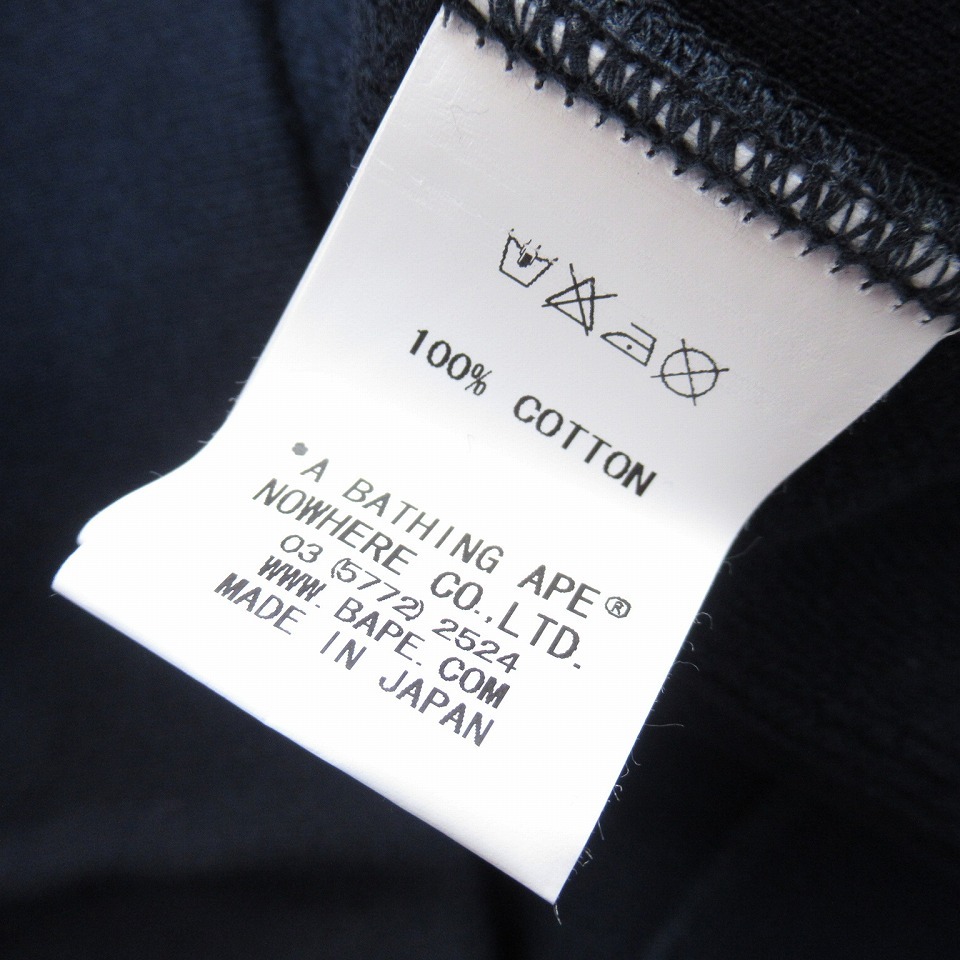 100% COTTON
*A BATHING APE®
NOWHERE CO.,LTD.
03 (5772) 2524
WWW. BAPE. COM
MADE IN JAPAN